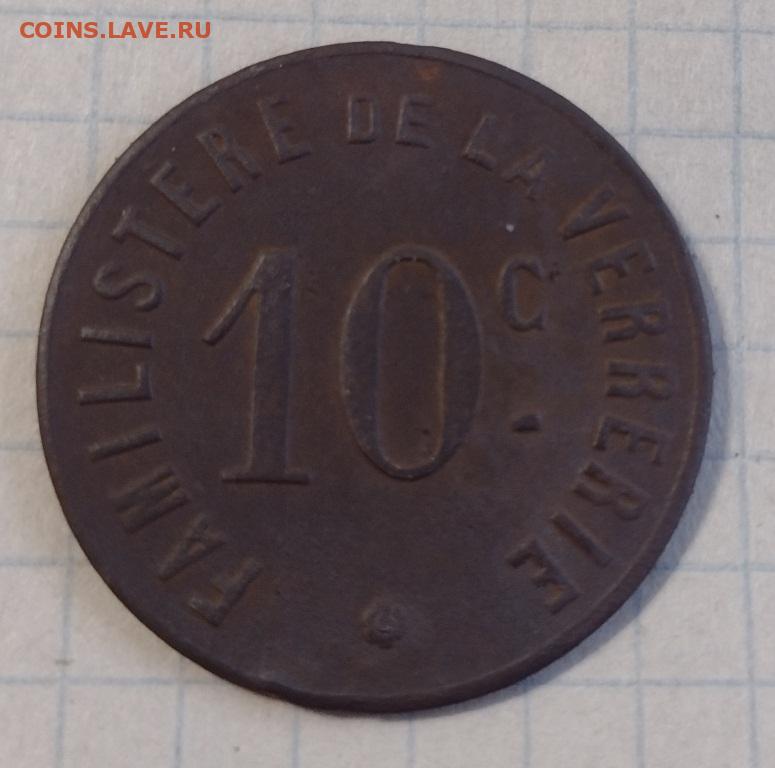 COINS.LAVE.RU
FAMILISTERE DE LA VERRERIE
10 C.